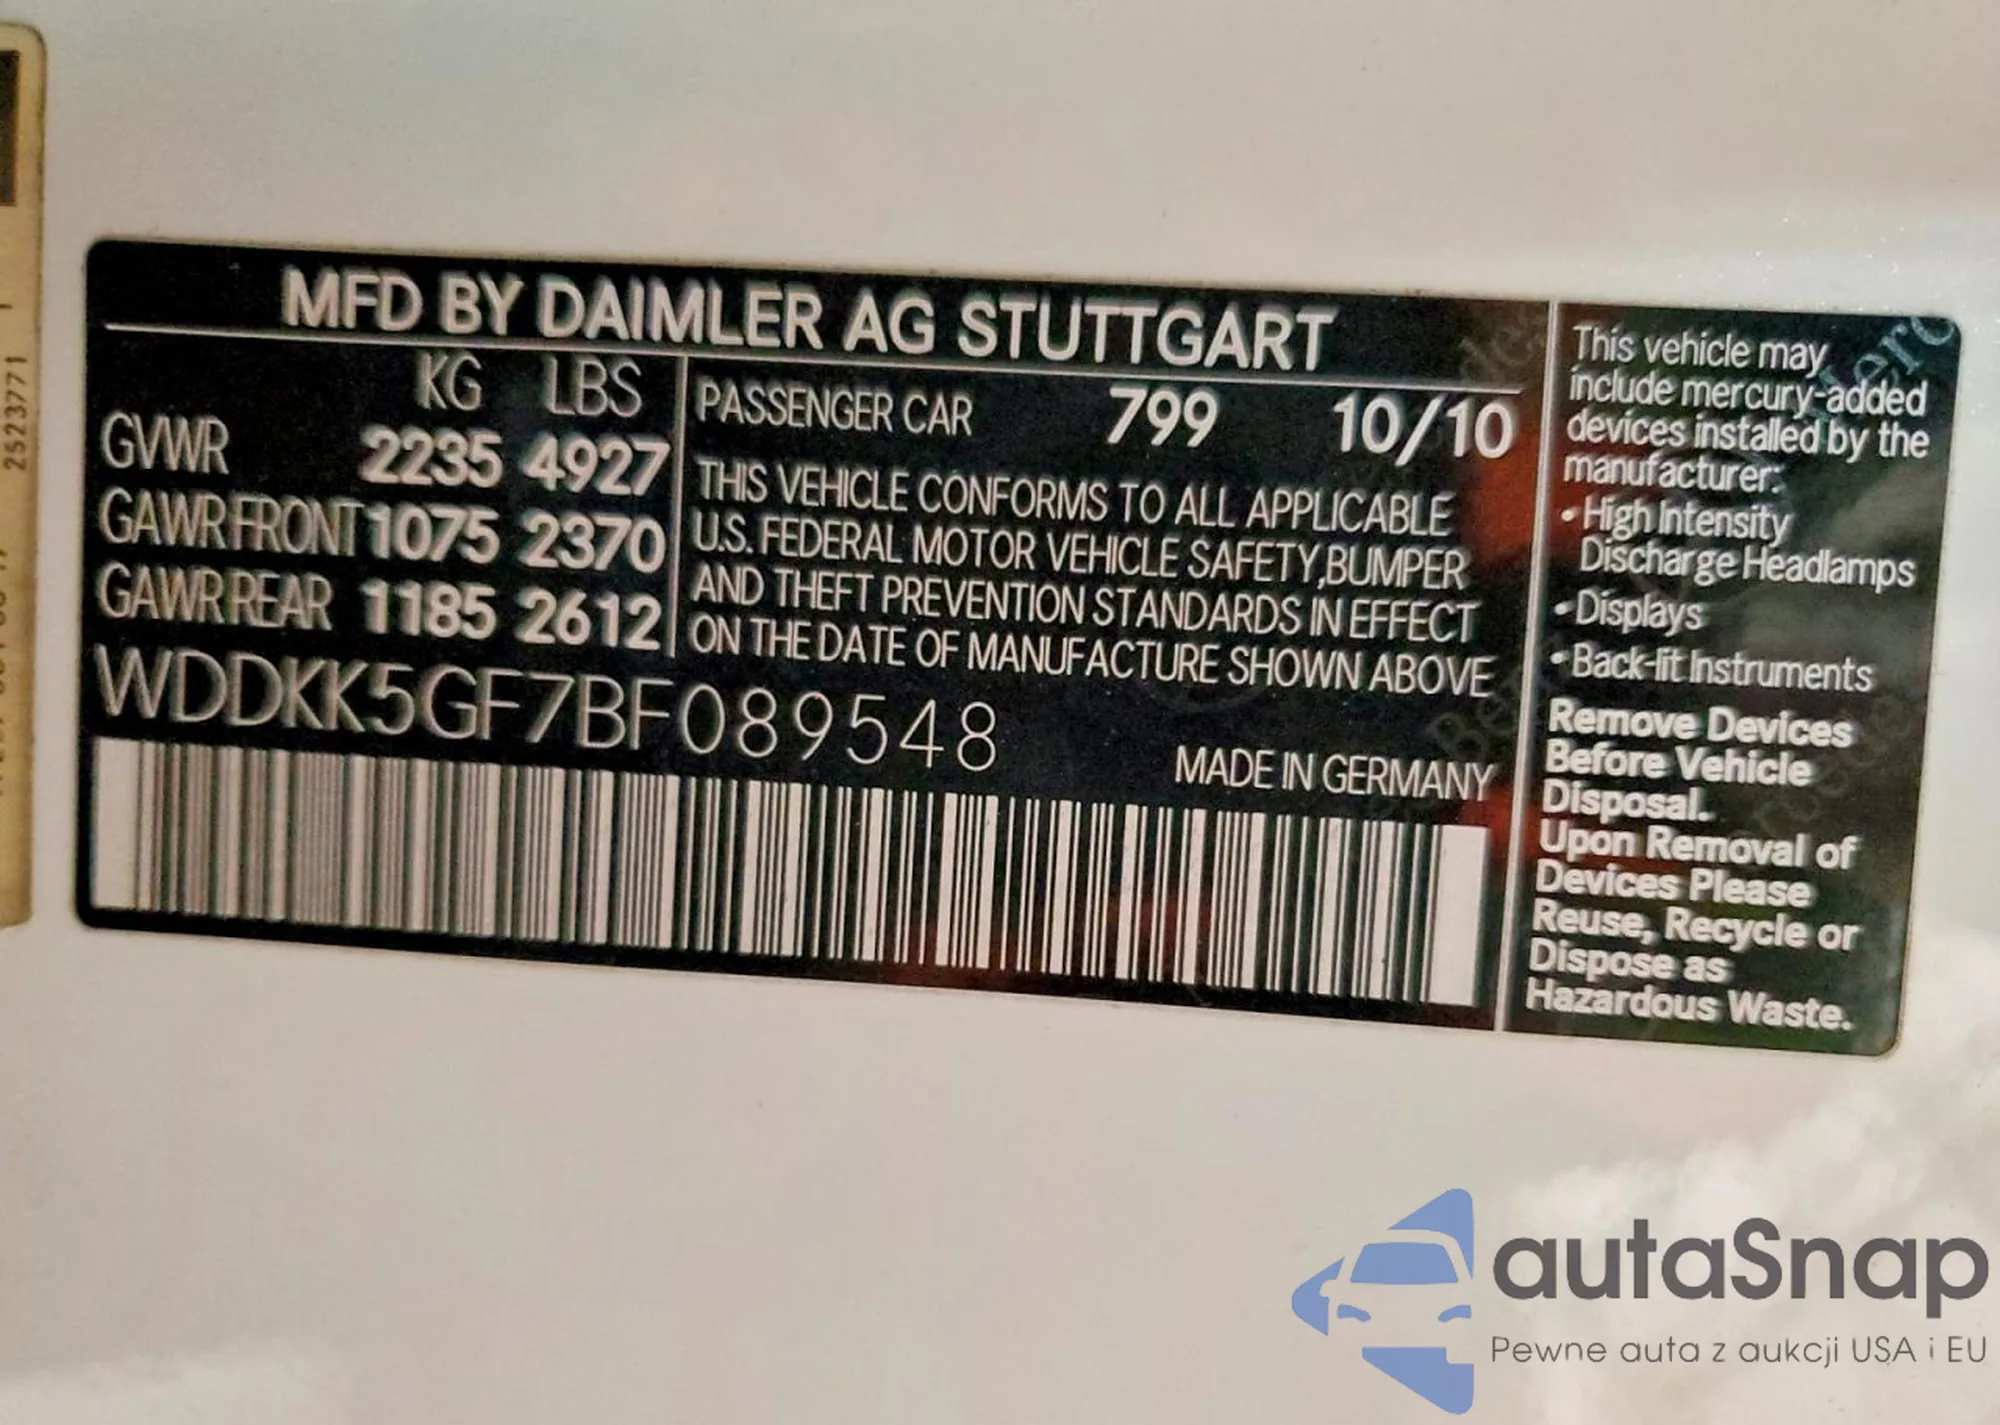 MFD BY DAIMLER AG STUTTGART
KG LBS
GVWR 2235 4927
GAWR FRONT 1075 2370
GAWR REAR 1185 2612
PASSENGER CAR 799 10/10
THIS VEHICLE CONFORMS TO ALL APPLICABLE
U.S. FEDERAL MOTOR VEHICLE SAFETY,BUMPER
AND THEFT PREVENTION STANDARDS IN EFFECT
ON THE DATE OF MANUFACTURE SHOWN ABOVE
WDDKK5GF7BF089548
MADE IN GERMANY
This vehicle may
include mercury-added
devices installed by the
manufacturer:
• High Intensity
Discharge Headlamps
• Displays
• Back-lit Instruments
Remove Devices
Before Vehicle
Disposal.
Upon Removal of
Devices Please
Reuse, Recycle or
Dispose as
Hazardous Waste.
2523771
autaSnap
Pewne auta z aukcji USA i EU